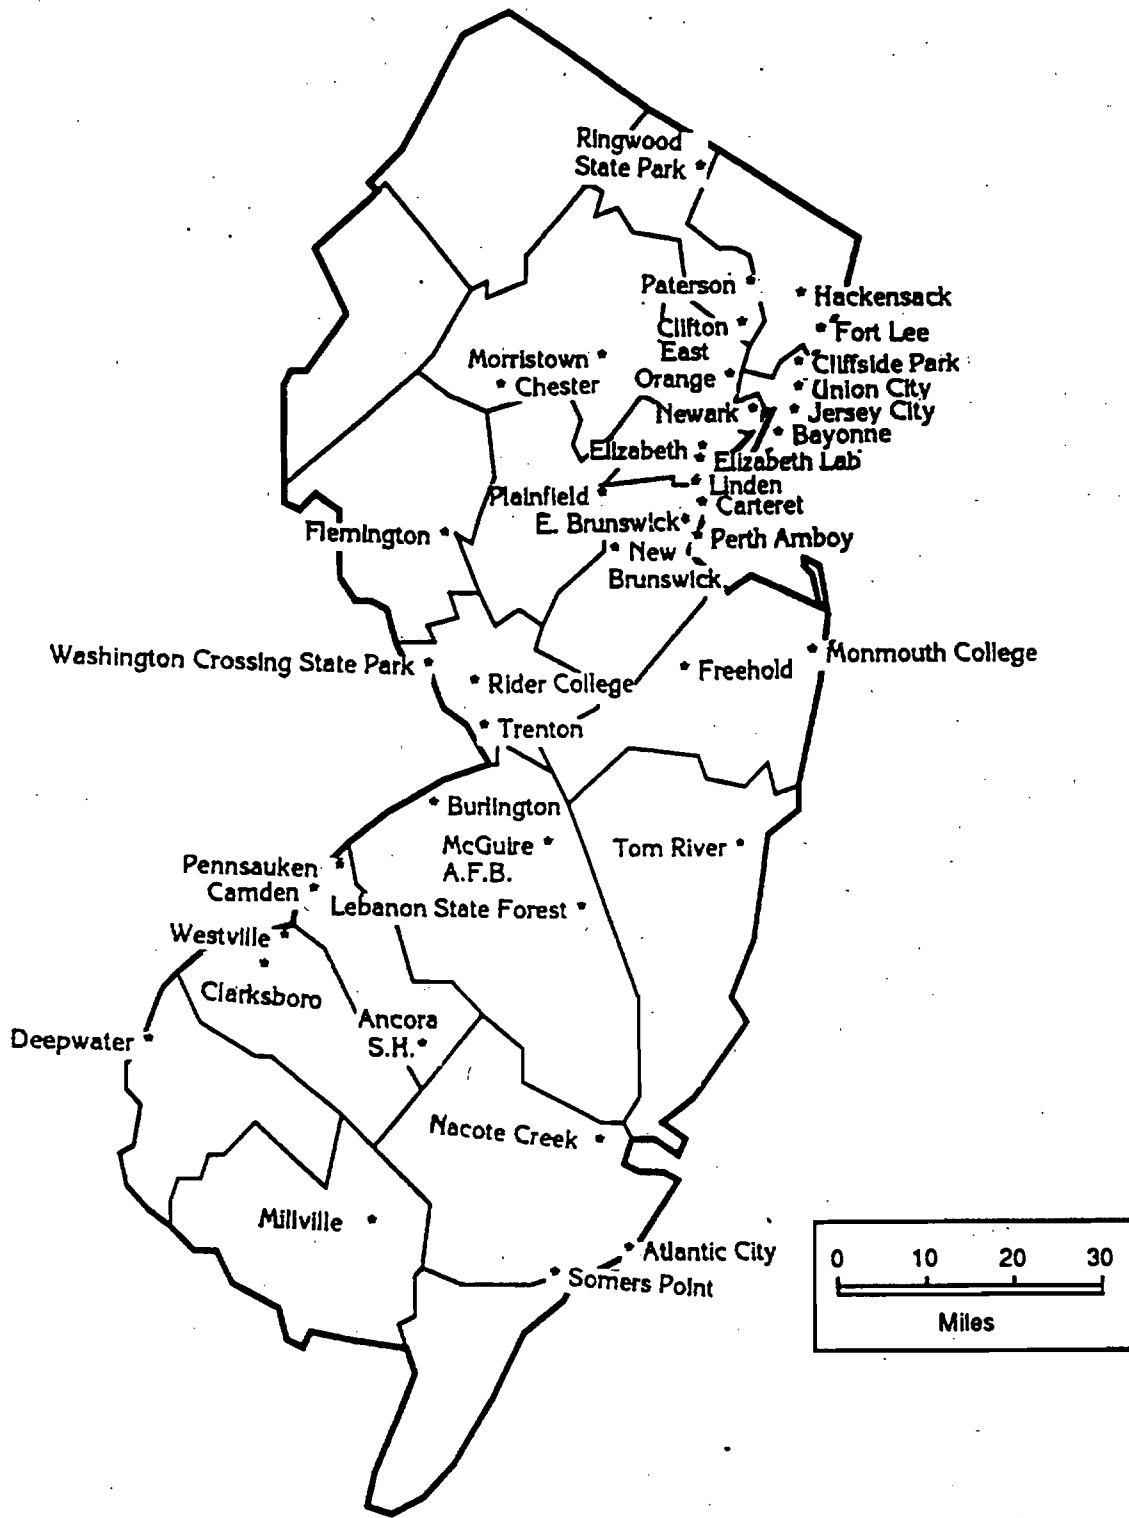 Ringwood
State Park
Paterson
Hackensack
Clifton
Fort Lee
East
Orange
Morristown
Cliffside Park
Chester
Union City
Newark
Jersey City
Bayonne
Elizabeth
Elizabeth Lab
Linden
Plainfield
Carteret
E. Brunswick
Flemington
Perth Amboy
New
Brunswick
Washington Crossing State Park
Monmouth College
Freehold
Rider College
Trenton
Burlington
McGuire
A.F.B.
Tom River
Pennsauken
Camden
Lebanon State Forest
Westville
Clarksboro
Ancora
S.H.
Deepwater
Nacote Creek
Millville
Atlantic City
Somers Point
0 10 20 30
Miles